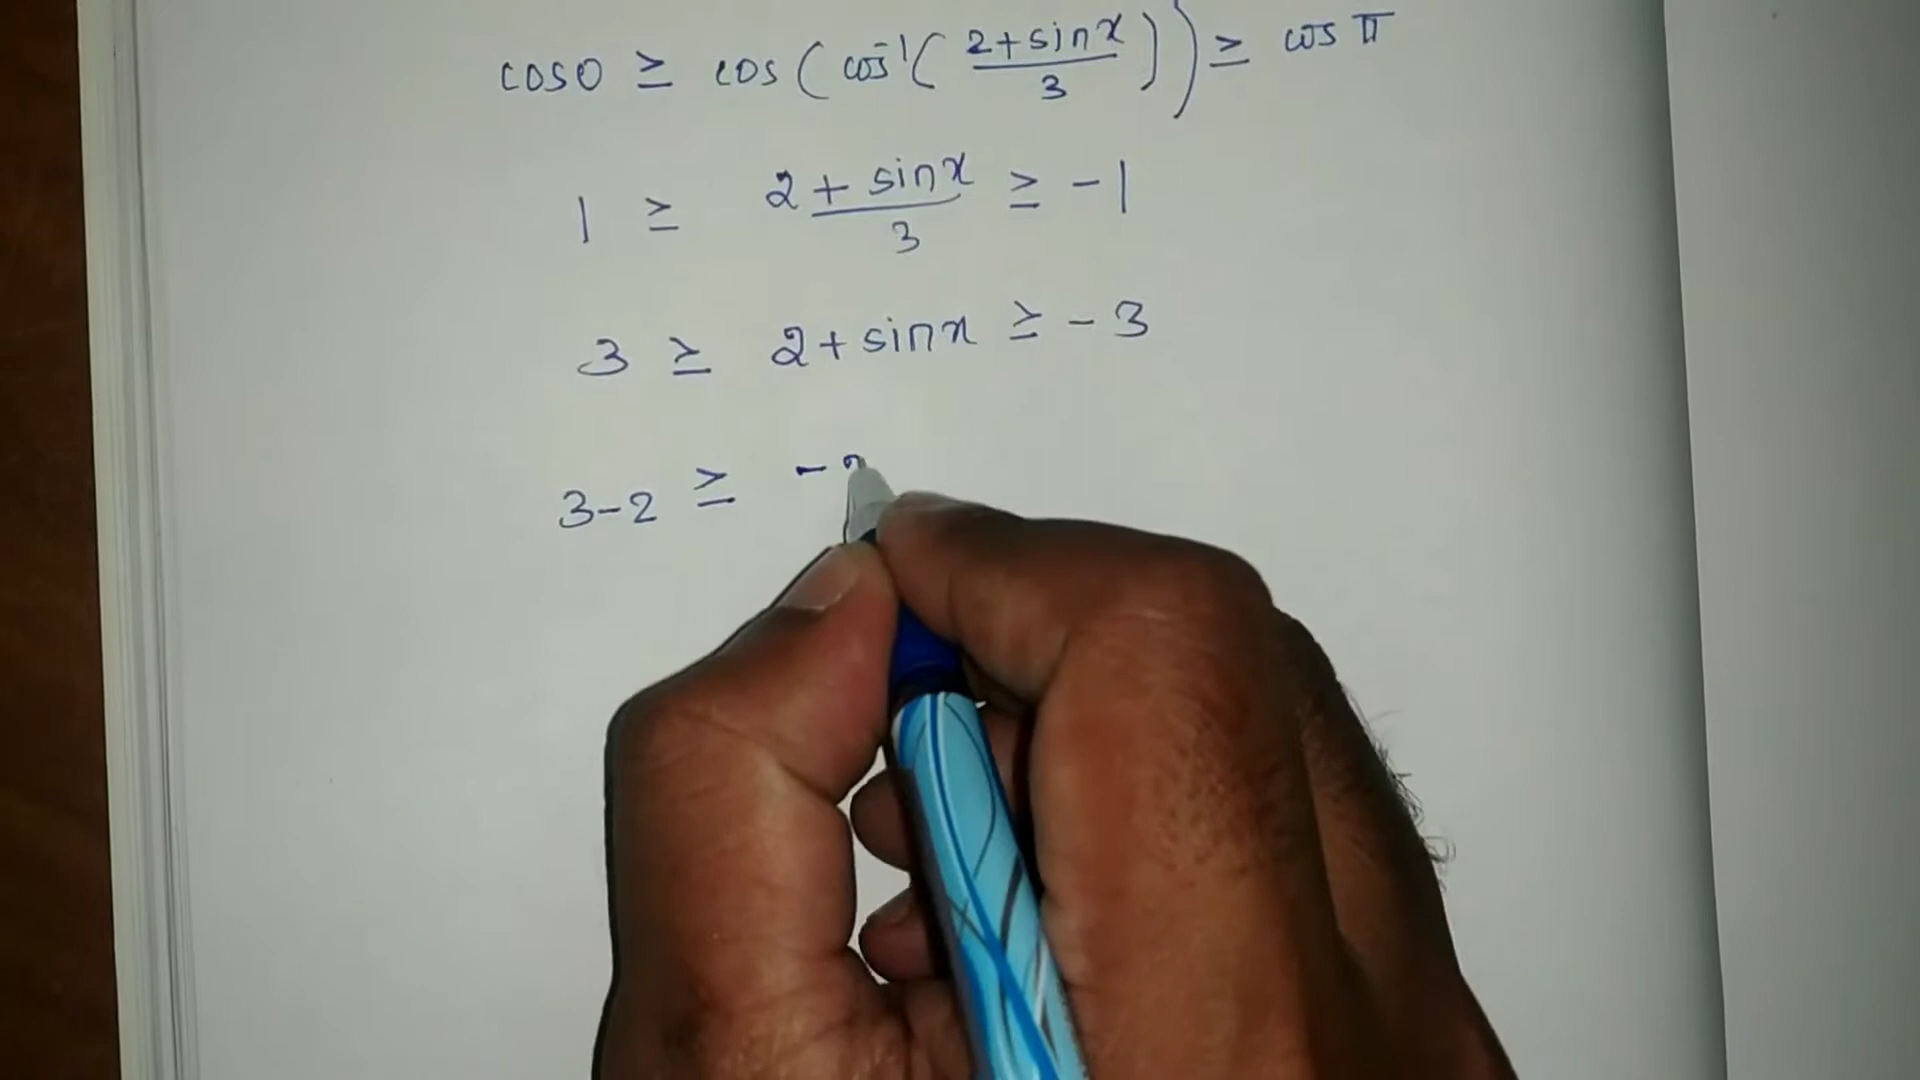 cos0 ≥ cos(cos⁻¹((2+sinx)/3)) ≥ cos π
1 ≥ (2+sinx)/3 ≥ -1
3 ≥ 2+sinx ≥ -3
3-2 ≥ -